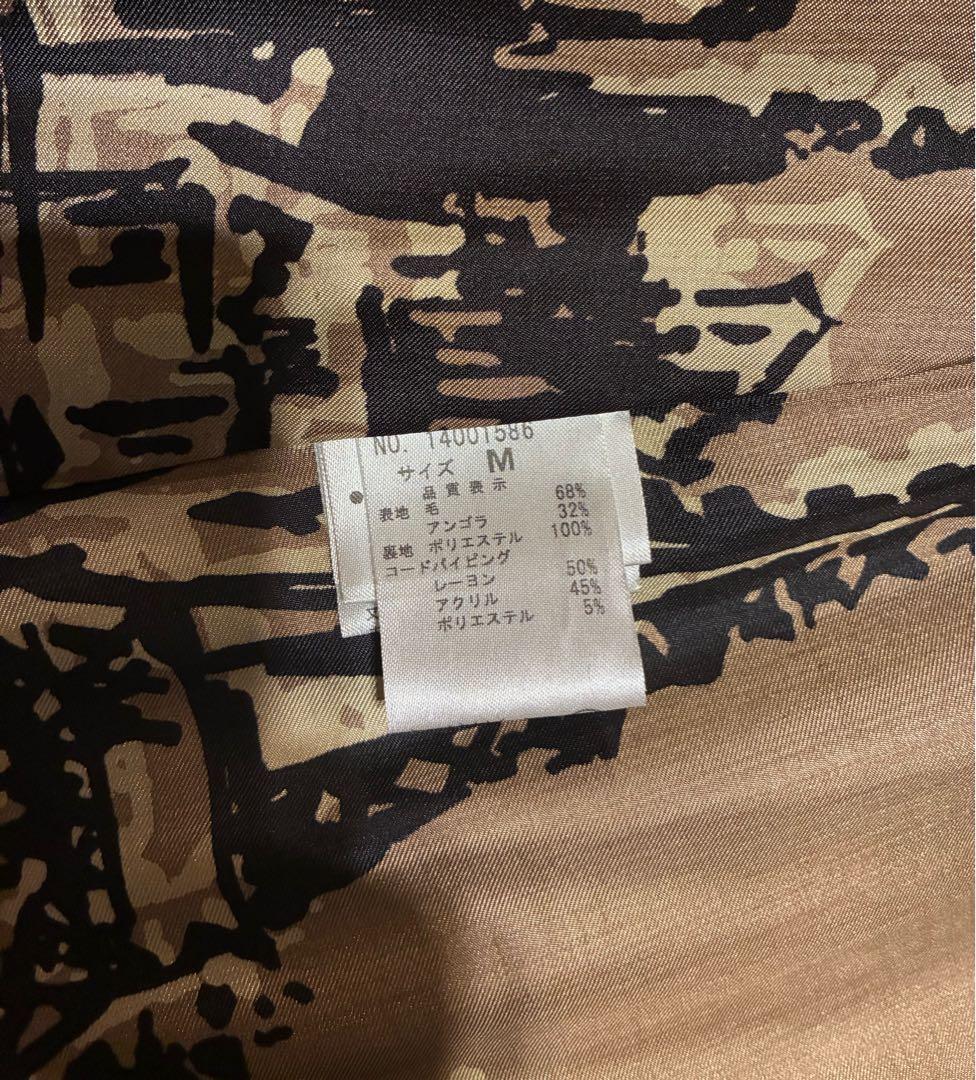 NO. 14001586
サイズ M
品質表示
表地 毛 68%
アンゴラ 32%
裏地 ポリエステル 100%
コードパイピング
レーヨン 50%
アクリル 45%
ポリエステル 5%